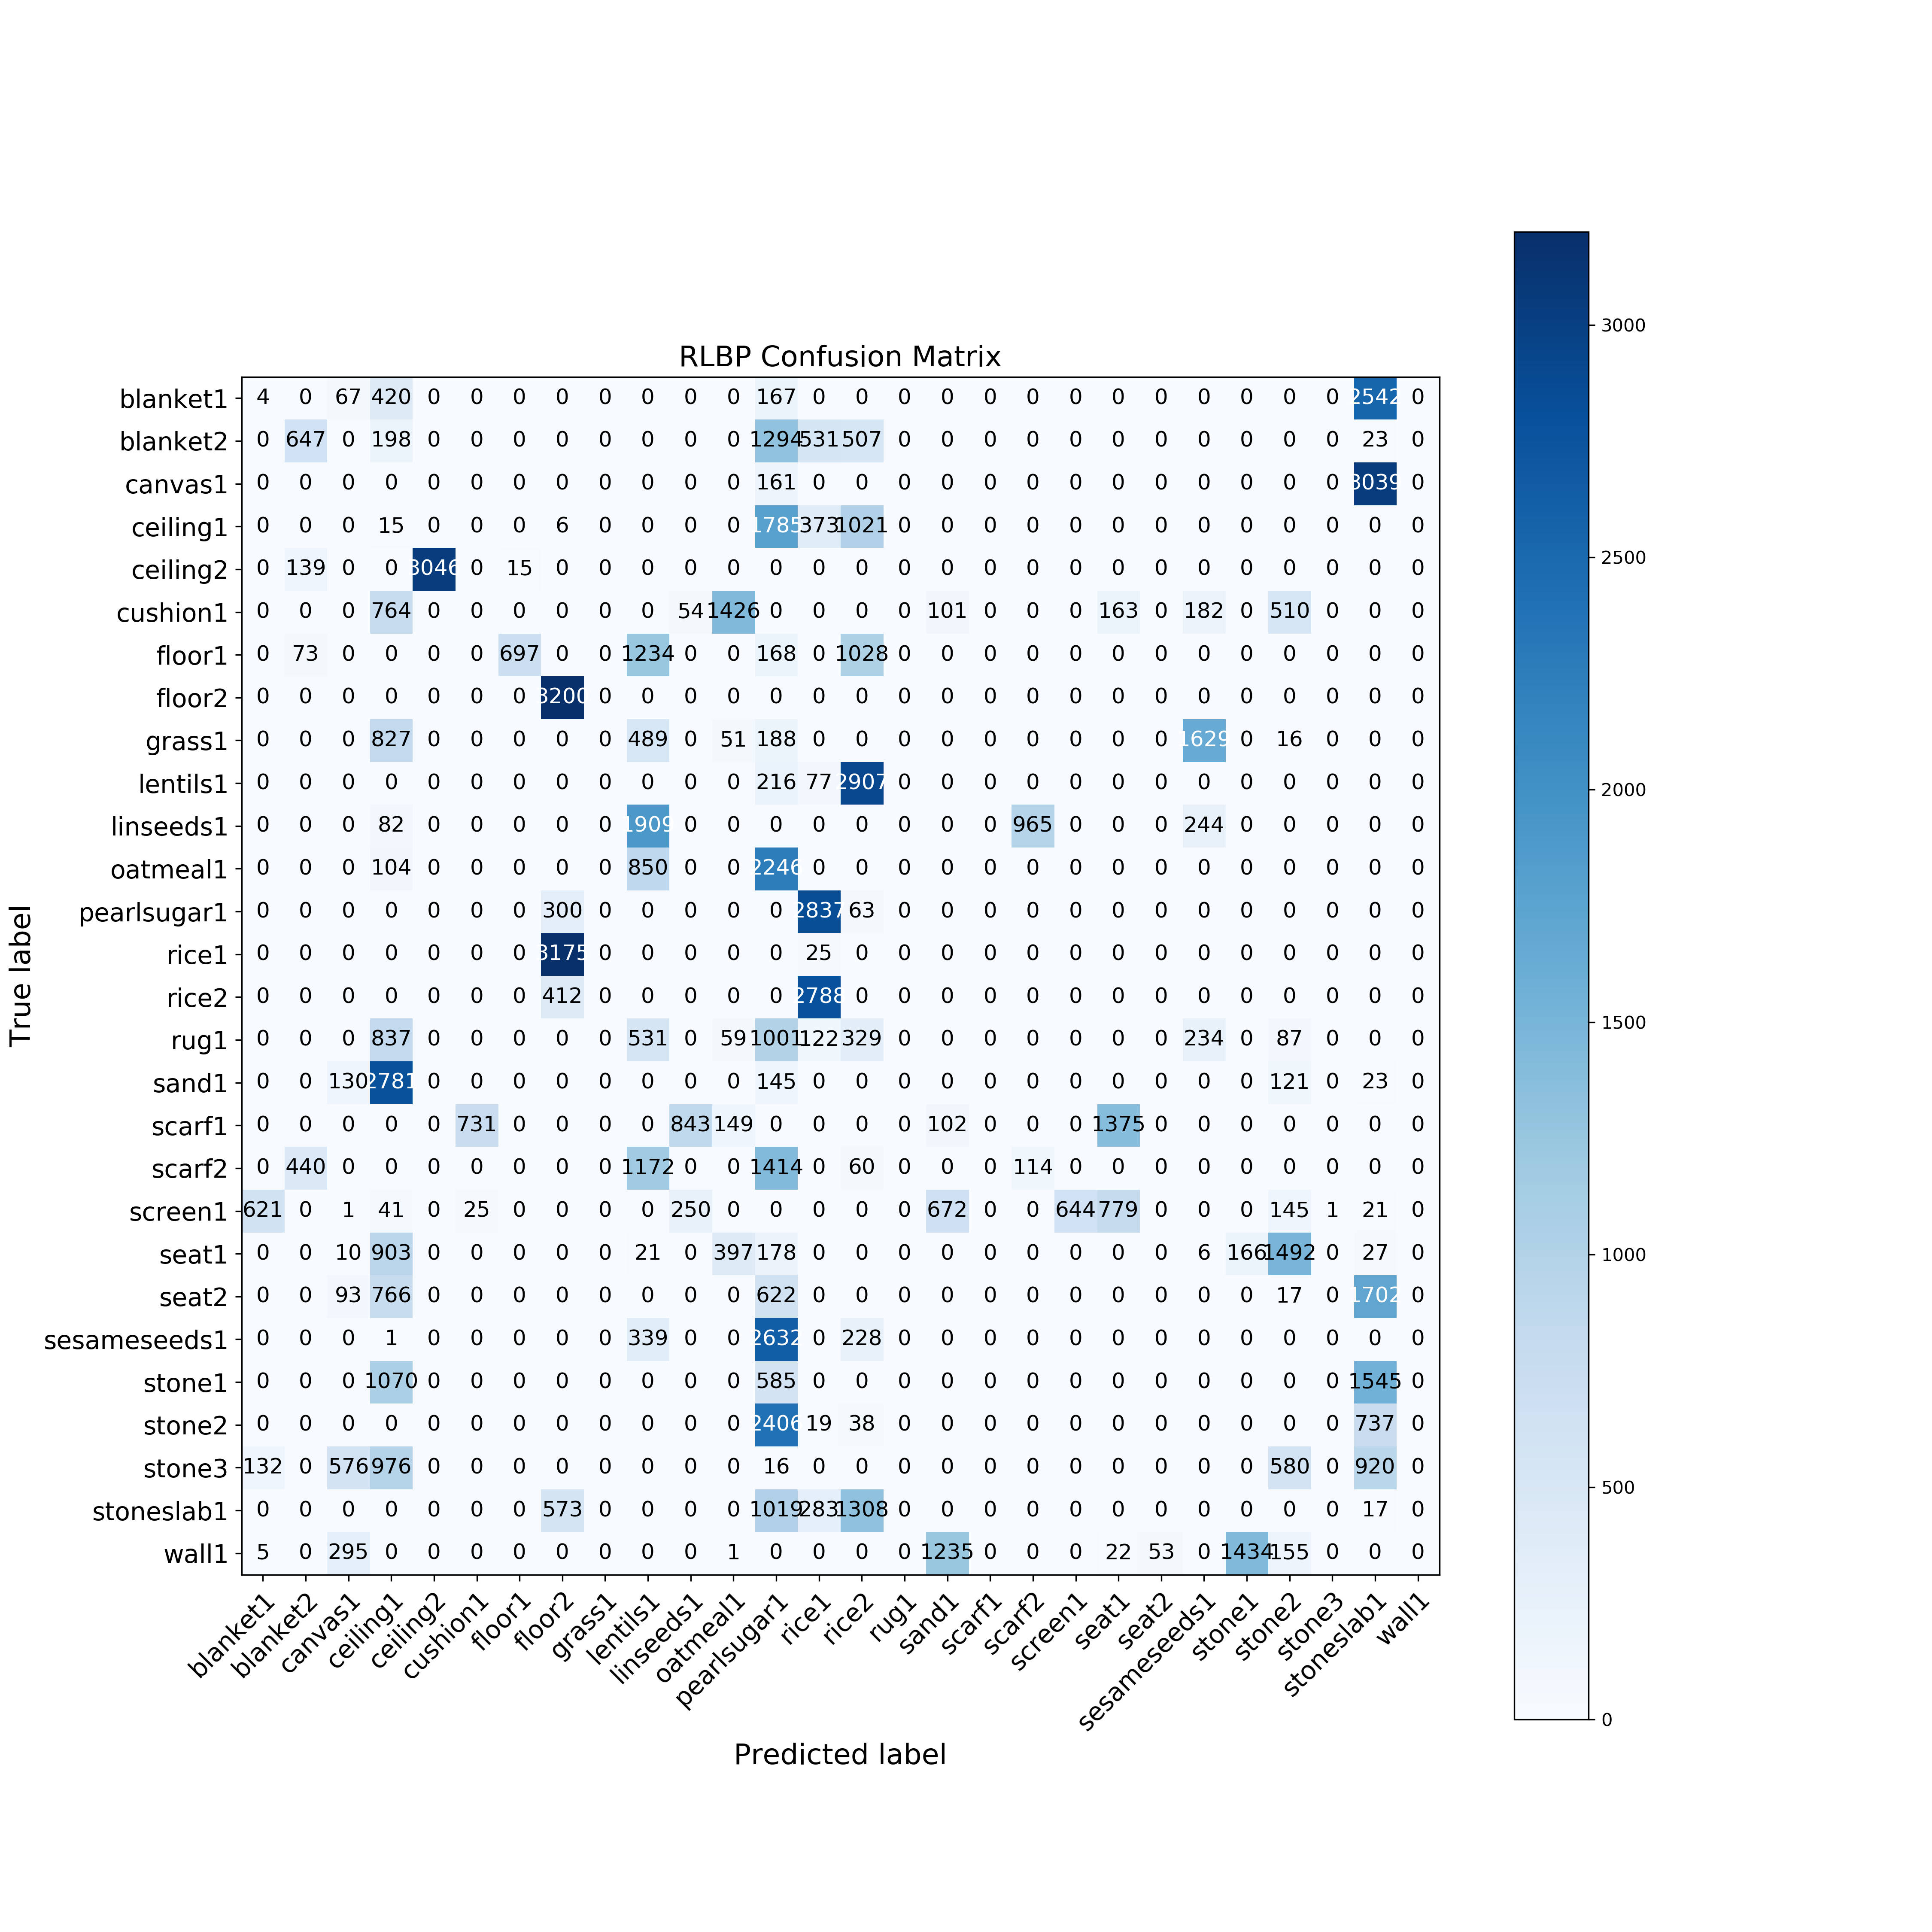 RLBP Confusion Matrix
blanket1 4 0 67 420 0 0 0 0 0 0 0 0 167 0 0 0 0 0 0 0 0 0 0 0 0 0 2542 0
blanket2 0 647 0 198 0 0 0 0 0 0 0 0 1294 531 507 0 0 0 0 0 0 0 0 0 0 0 23 0
canvas1 0 0 0 0 0 0 0 0 0 0 0 0 161 0 0 0 0 0 0 0 0 0 0 0 0 0 3039 0
ceiling1 0 0 0 15 0 0 0 6 0 0 0 0 1785 373 1021 0 0 0 0 0 0 0 0 0 0 0 0 0
ceiling2 0 139 0 0 3046 0 15 0 0 0 0 0 0 0 0 0 0 0 0 0 0 0 0 0 0 0 0 0
cushion1 0 0 0 764 0 0 0 0 0 0 54 1426 0 0 0 0 101 0 0 0 163 0 182 0 510 0 0 0
floor1 0 73 0 0 0 0 697 0 0 1234 0 0 168 0 1028 0 0 0 0 0 0 0 0 0 0 0 0 0
floor2 0 0 0 0 0 0 0 3200 0 0 0 0 0 0 0 0 0 0 0 0 0 0 0 0 0 0 0 0
grass1 0 0 0 827 0 0 0 0 0 489 0 51 188 0 0 0 0 0 0 0 0 0 1629 0 16 0 0 0
lentils1 0 0 0 0 0 0 0 0 0 0 0 0 216 77 2907 0 0 0 0 0 0 0 0 0 0 0 0 0
linseeds1 0 0 0 82 0 0 0 0 0 1909 0 0 0 0 0 0 0 0 965 0 0 0 244 0 0 0 0 0
oatmeal1 0 0 0 104 0 0 0 0 0 850 0 0 2246 0 0 0 0 0 0 0 0 0 0 0 0 0 0 0
pearlsugar1 0 0 0 0 0 0 0 300 0 0 0 0 0 2837 63 0 0 0 0 0 0 0 0 0 0 0 0 0
rice1 0 0 0 0 0 0 0 3175 0 0 0 0 0 25 0 0 0 0 0 0 0 0 0 0 0 0 0 0
rice2 0 0 0 0 0 0 0 412 0 0 0 0 0 2788 0 0 0 0 0 0 0 0 0 0 0 0 0 0
rug1 0 0 0 837 0 0 0 0 0 531 0 59 1001 122 329 0 0 0 0 0 0 0 234 0 87 0 0 0
sand1 0 0 130 2781 0 0 0 0 0 0 0 0 145 0 0 0 0 0 0 0 0 0 0 0 121 0 23 0
scarf1 0 0 0 0 0 731 0 0 0 0 843 149 0 0 0 0 102 0 0 0 1375 0 0 0 0 0 0 0
scarf2 0 440 0 0 0 0 0 0 0 1172 0 0 1414 0 60 0 0 0 114 0 0 0 0 0 0 0 0 0
screen1 621 0 1 41 0 25 0 0 0 0 250 0 0 0 0 0 672 0 0 644 779 0 0 0 145 1 21 0
seat1 0 0 10 903 0 0 0 0 0 21 0 397 178 0 0 0 0 0 0 0 0 0 6 166 1492 0 27 0
seat2 0 0 93 766 0 0 0 0 0 0 0 0 622 0 0 0 0 0 0 0 0 0 0 0 17 0 1702 0
sesameseeds1 0 0 0 1 0 0 0 0 0 339 0 0 2632 0 228 0 0 0 0 0 0 0 0 0 0 0 0 0
stone1 0 0 0 1070 0 0 0 0 0 0 0 0 585 0 0 0 0 0 0 0 0 0 0 0 0 0 1545 0
stone2 0 0 0 0 0 0 0 0 0 0 0 0 2406 19 38 0 0 0 0 0 0 0 0 0 0 0 737 0
stone3 132 0 576 976 0 0 0 0 0 0 0 0 16 0 0 0 0 0 0 0 0 0 0 0 580 0 920 0
stoneslab1 0 0 0 0 0 0 0 573 0 0 0 0 1019 283 1308 0 0 0 0 0 0 0 0 0 0 0 17 0
wall1 5 0 295 0 0 0 0 0 0 0 0 1 0 0 0 0 1235 0 0 0 22 53 0 1434 155 0 0 0
blanket1 blanket2 canvas1 ceiling1 ceiling2 cushion1 floor1 floor2 grass1 lentils1 linseeds1 oatmeal1 pearlsugar1 rice1 rice2 rug1 sand1 scarf1 scarf2 screen1 seat1 seat2 sesameseeds1 stone1 stone2 stone3 stoneslab1 wall1
True label
Predicted label
3000
2500
2000
1500
1000
500
0